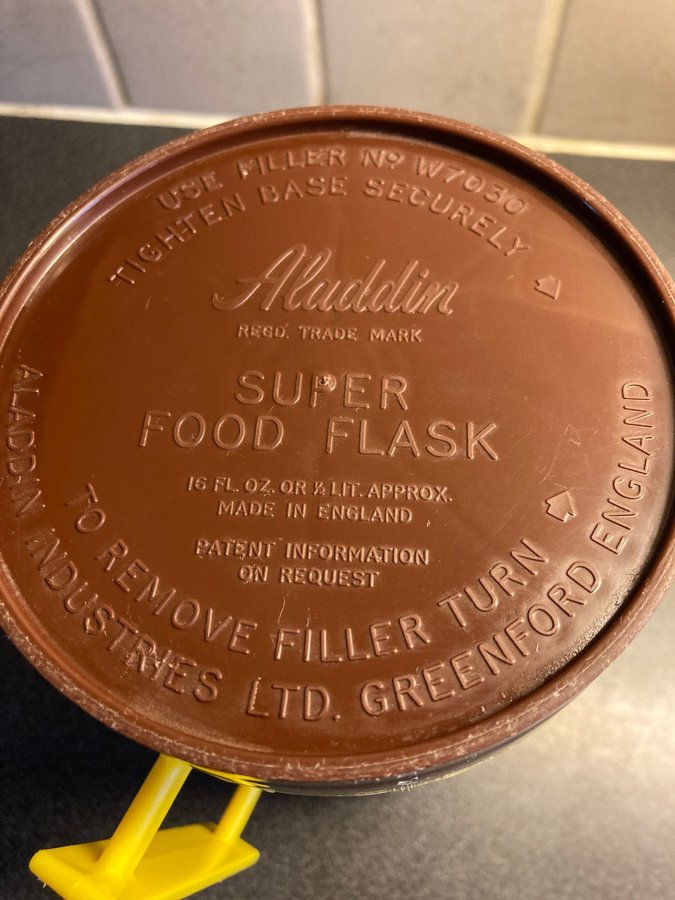 USE FILLER Nº W7030
TIGHTEN BASE SECURELY
Aladdin
REGD. TRADE MARK
SUPER
FOOD FLASK
16 FL. OZ. OR ½ LIT. APPROX.
MADE IN ENGLAND
PATENT INFORMATION
ON REQUEST
TO REMOVE FILLER TURN
ALADDIN INDUSTRIES LTD. GREENFORD ENGLAND